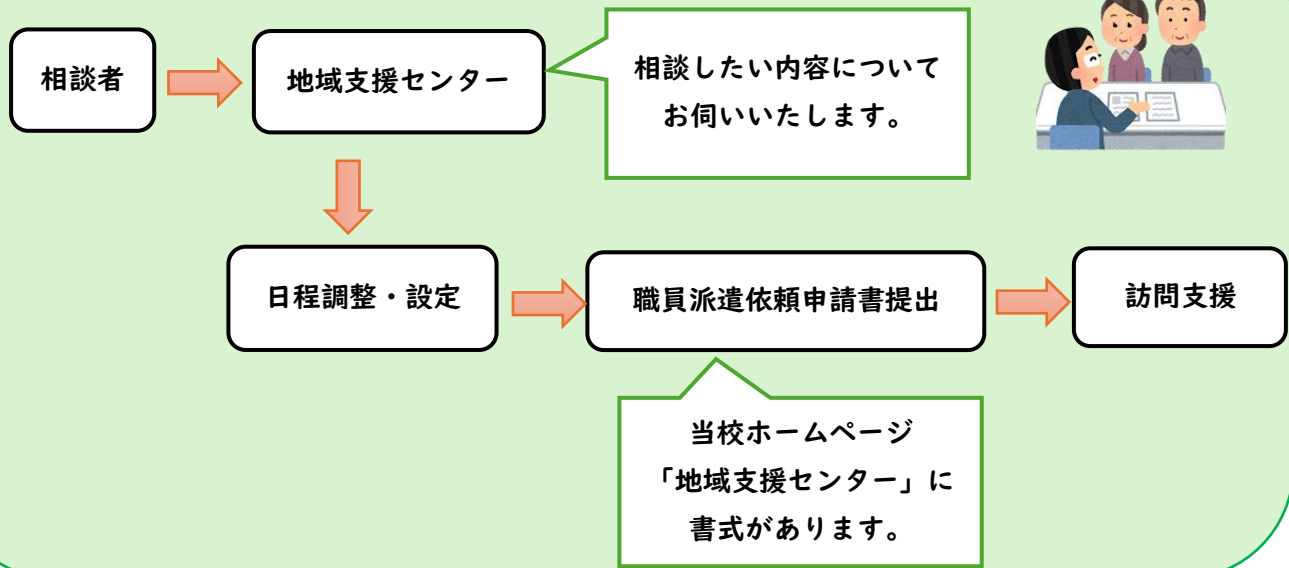 相談者
地域支援センター
相談したい内容について
お伺いいたします。
日程調整・設定
職員派遣依頼申請書提出
訪問支援
当校ホームページ
「地域支援センター」に
書式があります。